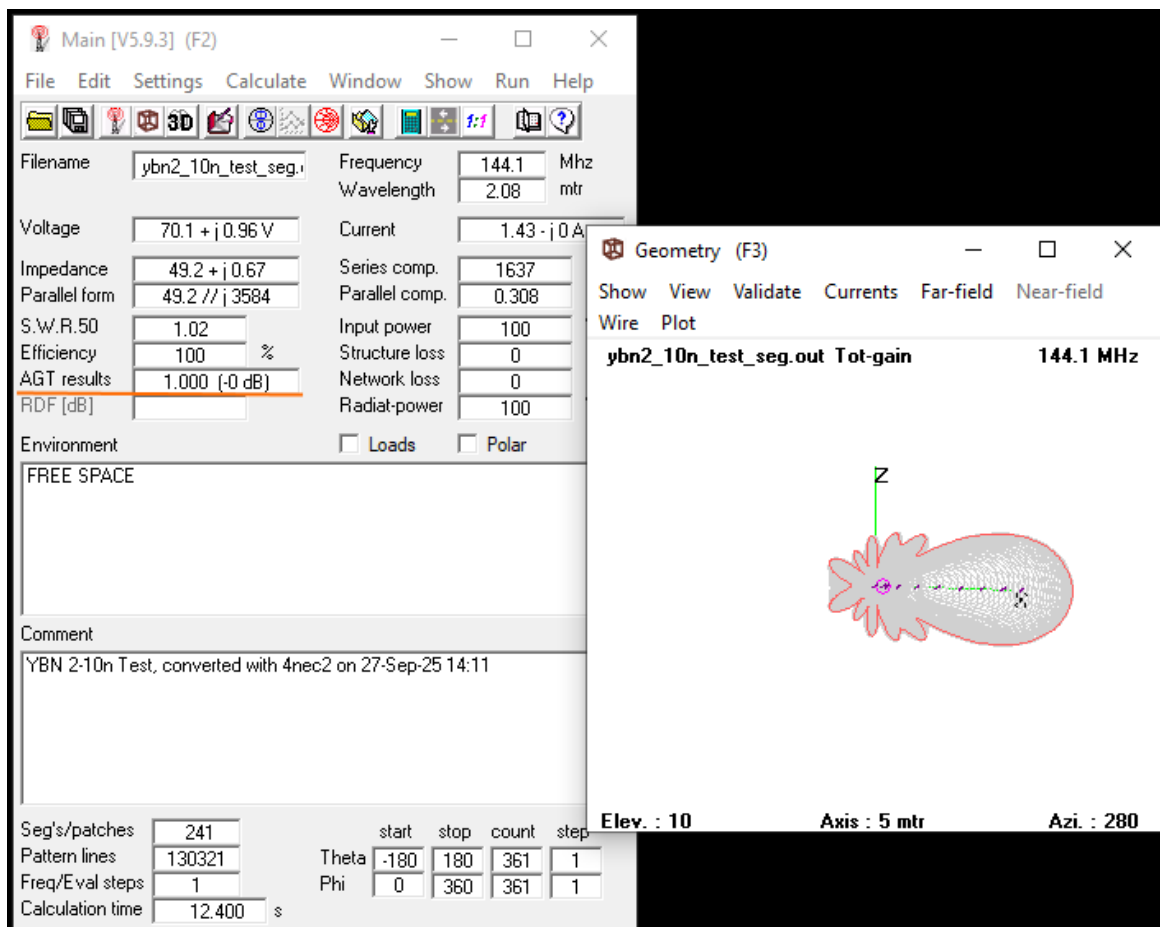 Main [V5.9.3] (F2)
File Edit Settings Calculate Window Show Run Help
3D 1:1
Filename ybn2_10n_test_seg. Frequency 144.1 Mhz
Wavelength 2.08 mtr
Voltage 70.1 + j 0.96 V Current 1.43 - j 0 A
Impedance 49.2 + j 0.67 Series comp. 1637
Parallel form 49.2 // j 3584 Parallel comp. 0.308
S.W.R.50 1.02 Input power 100
Efficiency 100 % Structure loss 0
AGT results 1.000 (-0 dB) Network loss 0
RDF [dB] Radiat-power 100
Environment Loads Polar
FREE SPACE
Comment
YBN 2-10n Test, converted with 4nec2 on 27-Sep-25 14:11
Seg's/patches 241 start stop count step
Pattern lines 130321 Theta -180 180 361 1
Freq/Eval steps 1 Phi 0 360 361 1
Calculation time 12.400 s
Geometry (F3)
Show View Validate Currents Far-field Near-field
Wire Plot
ybn2_10n_test_seg.out Tot-gain 144.1 MHz
Z
X
Elev. : 10 Axis : 5 mtr Azi. : 280